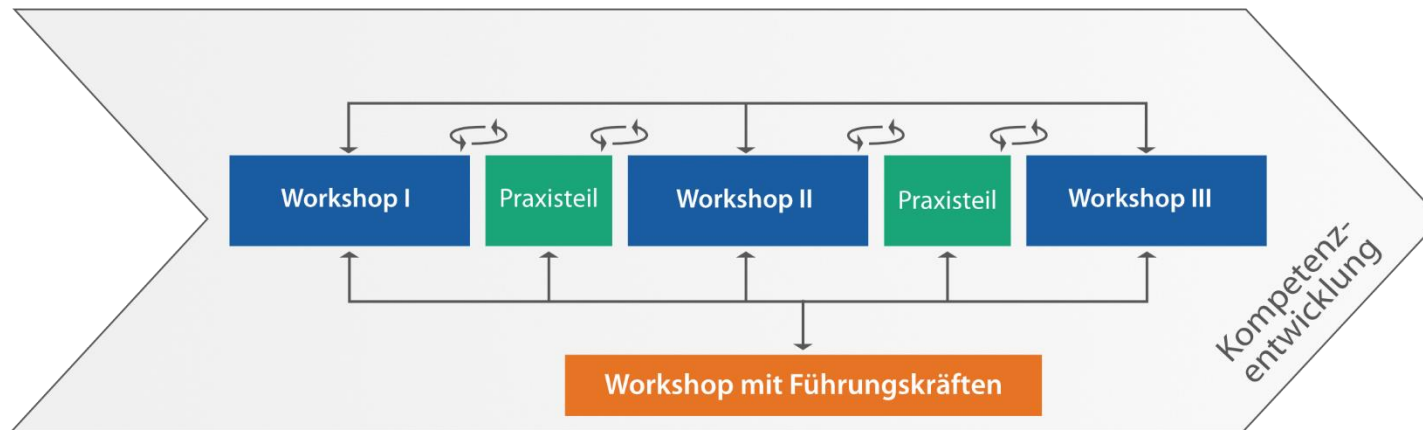 Workshop I
Praxisteil
Workshop II
Praxisteil
Workshop III
Kompetenz-
entwicklung
Workshop mit Führungskräften